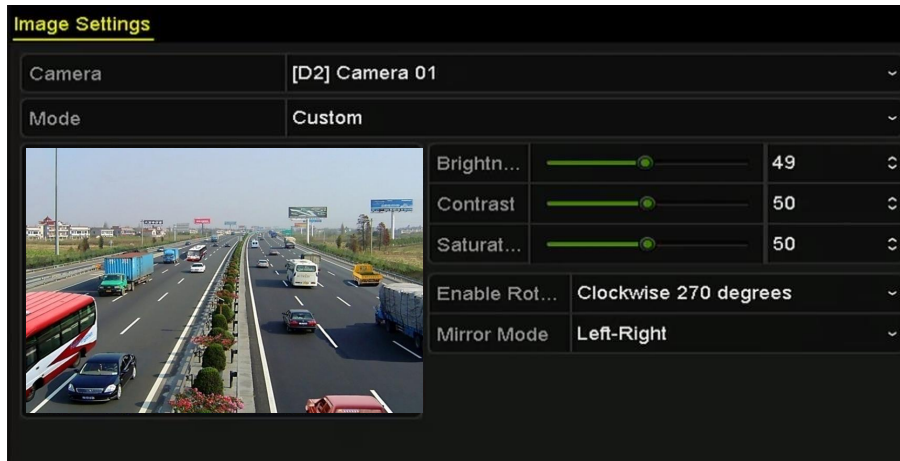 Image Settings
Camera [D2] Camera 01
Mode Custom
Brightn... 49
Contrast 50
Saturat... 50
Enable Rot... Clockwise 270 degrees
Mirror Mode Left-Right